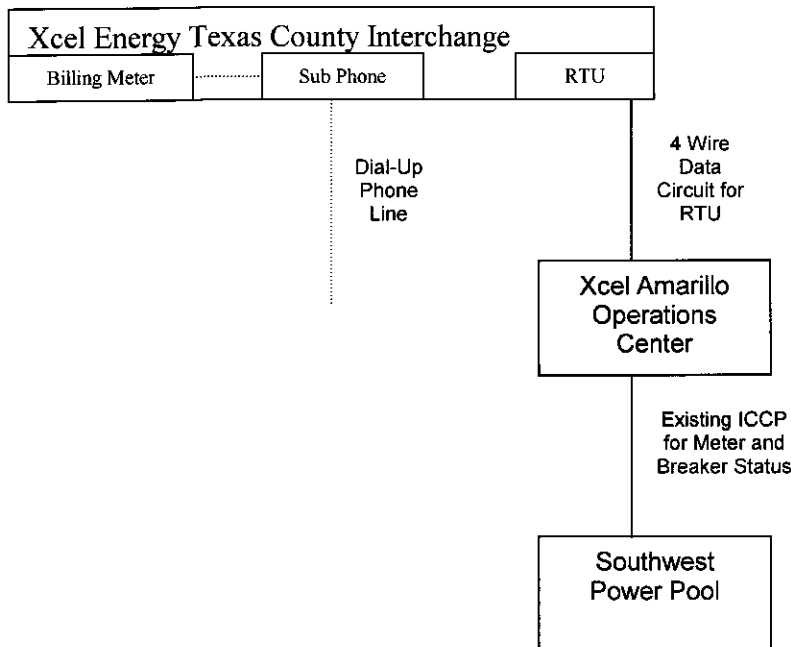 Xcel Energy Texas County Interchange
Billing Meter
Sub Phone
RTU
Dial-Up
Phone
Line
4 Wire
Data
Circuit for
RTU
Xcel Amarillo
Operations
Center
Existing ICCP
for Meter and
Breaker Status
Southwest
Power Pool